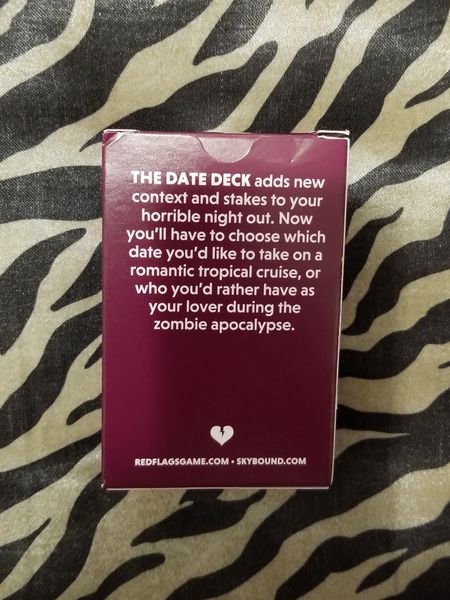 THE DATE DECK adds new
context and stakes to your
horrible night out. Now
you'll have to choose which
date you'd like to take on a
romantic tropical cruise, or
who you'd rather have as
your lover during the
zombie apocalypse.
REDFLAGSGAME.COM • SKYBOUND.COM